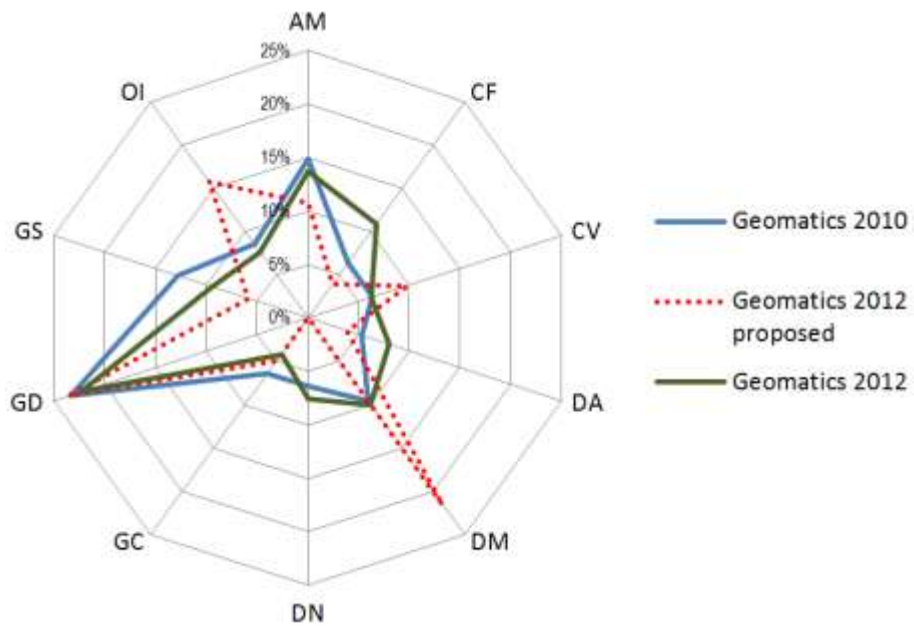 AM
25%
OI
CF
20%
15%
10%
GS
CV
5%
0%
GD
DA
GC
DM
DN
Geomatics 2010
Geomatics 2012
proposed
Geomatics 2012